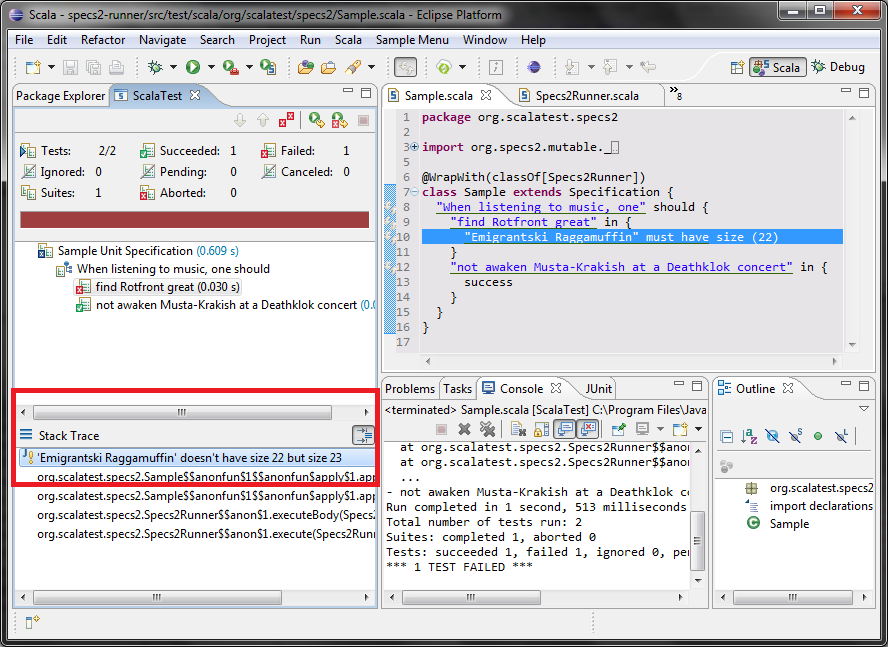 Scala - specs2-runner/src/test/scala/org/scalatest/specs2/Sample.scala - Eclipse Platform
File Edit Refactor Navigate Search Project Run Scala Sample Menu Window Help
Scala Debug
Package Explorer ScalaTest
Tests: 2/2 Succeeded: 1 Failed: 1
Ignored: 0 Pending: 0 Canceled: 0
Suites: 1 Aborted: 0
Sample Unit Specification (0.609 s)
When listening to music, one should
find Rotfront great (0.030 s)
not awaken Musta-Krakish at a Deathklok concert (0.0
Stack Trace
'Emigrantski Raggamuffin' doesn't have size 22 but size 23
org.scalatest.specs2.Sample$$anonfun$1$$anonfun$apply$1.app
org.scalatest.specs2.Sample$$anonfun$1$$anonfun$apply$1.app
org.scalatest.specs2.Specs2Runner$$anon$1.executeBody(Specs2
org.scalatest.specs2.Specs2Runner$$anon$1.execute(Specs2Run
Sample.scala Specs2Runner.scala »8
1 package org.scalatest.specs2
2
3 import org.specs2.mutable._
6 @WrapWith(classOf[Specs2Runner])
7 class Sample extends Specification {
8 "When listening to music, one" should {
9 "find Rotfront great" in {
10 "Emigrantski Raggamuffin" must have size (22)
11 }
12 "not awaken Musta-Krakish at a Deathklok concert" in {
13 success
14 }
15 }
16 }
17
Problems Tasks Console JUnit
<terminated> Sample.scala [ScalaTest] C:\Program Files\Java
at org.scalatest.specs2.Specs2Runner$$anon
at org.scalatest.specs2.Specs2Runner$$anon
...
- not awaken Musta-Krakish at a Deathklok co
Run completed in 1 second, 513 milliseconds
Total number of tests run: 2
Suites: completed 1, aborted 0
Tests: succeeded 1, failed 1, ignored 0, pen
*** 1 TEST FAILED ***
Outline
org.scalatest.specs2
import declarations
Sample